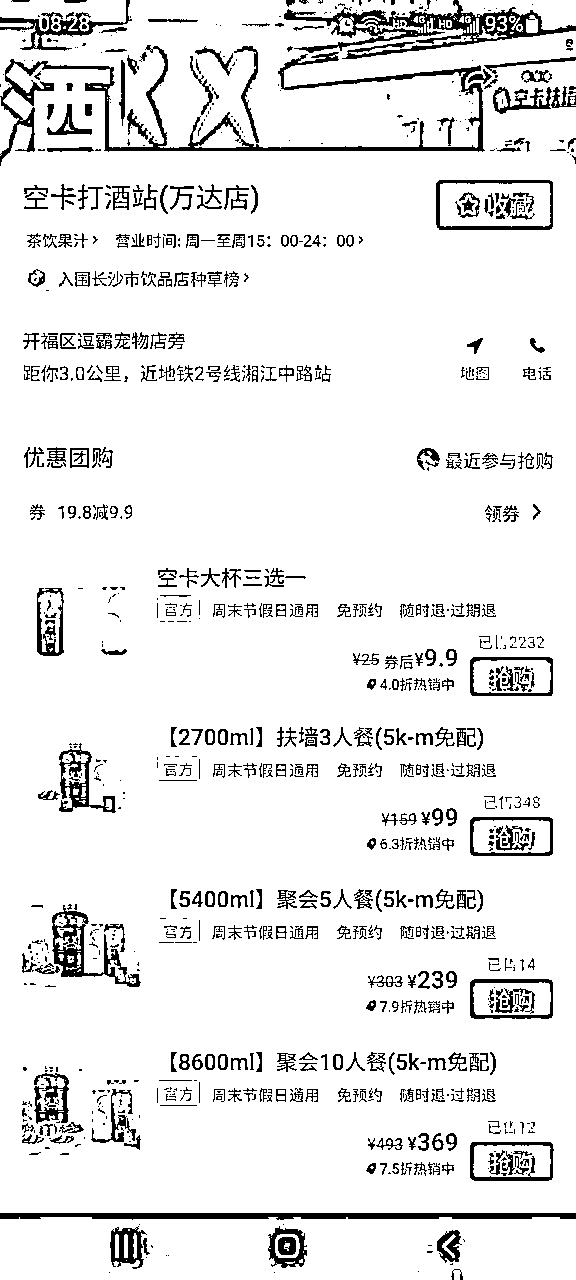 08:28 HD HD 93%
酒
空卡扶墙
空卡打酒站(万达店)
收藏
茶饮果汁> 营业时间: 周一至周15：00-24：00>
入围长沙市饮品店种草榜>
开福区逗霸宠物店旁
距你3.0公里，近地铁2号线湘江中路站
地图 电话
优惠团购
最近参与抢购
券 19.8减9.9
领券 >
空卡大杯三选一
官方 周末节假日通用 免预约 随时退·过期退
已售2232
¥25 券后¥9.9
抢购
4.0折热销中
【2700ml】扶墙3人餐(5k-m免配)
官方 周末节假日通用 免预约 随时退·过期退
已售348
¥159 ¥99
抢购
6.3折热销中
【5400ml】聚会5人餐(5k-m免配)
官方 周末节假日通用 免预约 随时退·过期退
已售14
¥303 ¥239
抢购
7.9折热销中
【8600ml】聚会10人餐(5k-m免配)
官方 周末节假日通用 免预约 随时退·过期退
已售12
¥493 ¥369
抢购
7.5折热销中